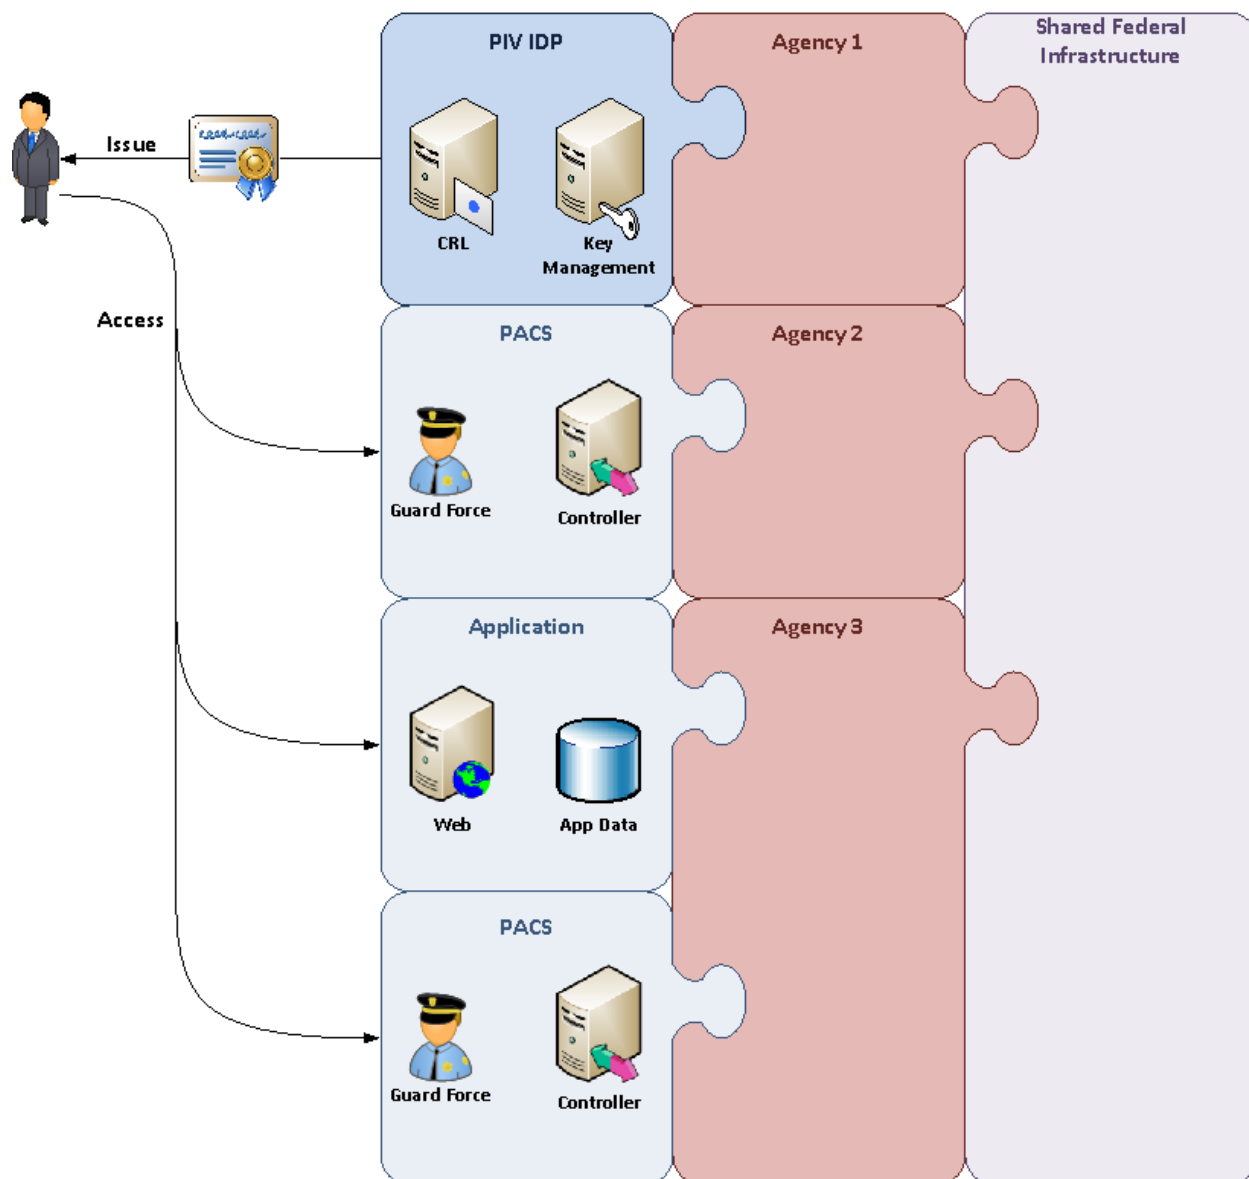 PIV IDP
Agency 1
Shared Federal
Infrastructure
Issue
CRL
Key
Management
Access
PACS
Agency 2
Guard Force
Controller
Application
Agency 3
Web
App Data
PACS
Guard Force
Controller